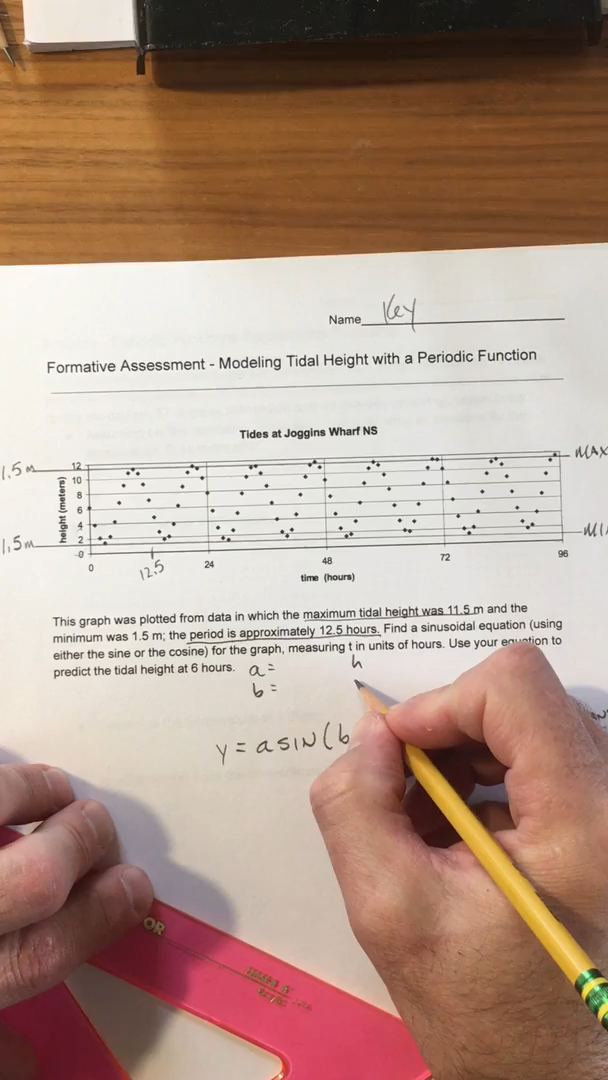 Name Key
Formative Assessment - Modeling Tidal Height with a Periodic Function
Tides at Joggins Wharf NS
MAX
1.5 m
12
10
8
6
4
2
-0
height (meters)
1.5 m
0
12.5
24
48
72
96
time (hours)
This graph was plotted from data in which the maximum tidal height was 11.5 m and the
minimum was 1.5 m; the period is approximately 12.5 hours. Find a sinusoidal equation (using
either the sine or the cosine) for the graph, measuring t in units of hours. Use your equation to
predict the tidal height at 6 hours. a = h
b =
y = a sin (b
OR